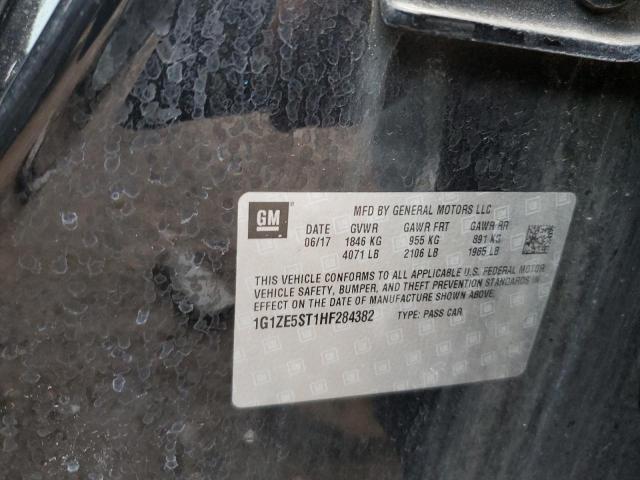 GM
MFD BY GENERAL MOTORS LLC
DATE GVWR GAWR FRT GAWR RR
06/17 1846 KG 955 KG 891 KG
4071 LB 2106 LB 1965 LB
THIS VEHICLE CONFORMS TO ALL APPLICABLE U.S. FEDERAL MOTOR
VEHICLE SAFETY, BUMPER, AND THEFT PREVENTION STANDARDS IN
EFFECT ON THE DATE OF MANUFACTURE SHOWN ABOVE.
1G1ZE5ST1HF284382 TYPE: PASS CAR